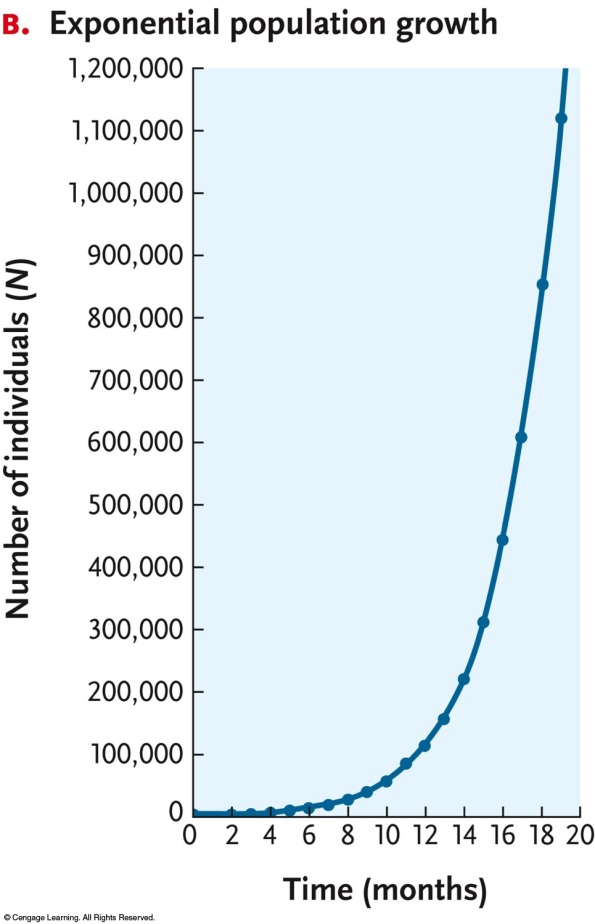 B. Exponential population growth
Number of individuals (N)
1,200,000
1,100,000
1,000,000
900,000
800,000
700,000
600,000
500,000
400,000
300,000
200,000
100,000
0
0 2 4 6 8 10 12 14 16 18 20
Time (months)
© Cengage Learning. All Rights Reserved.